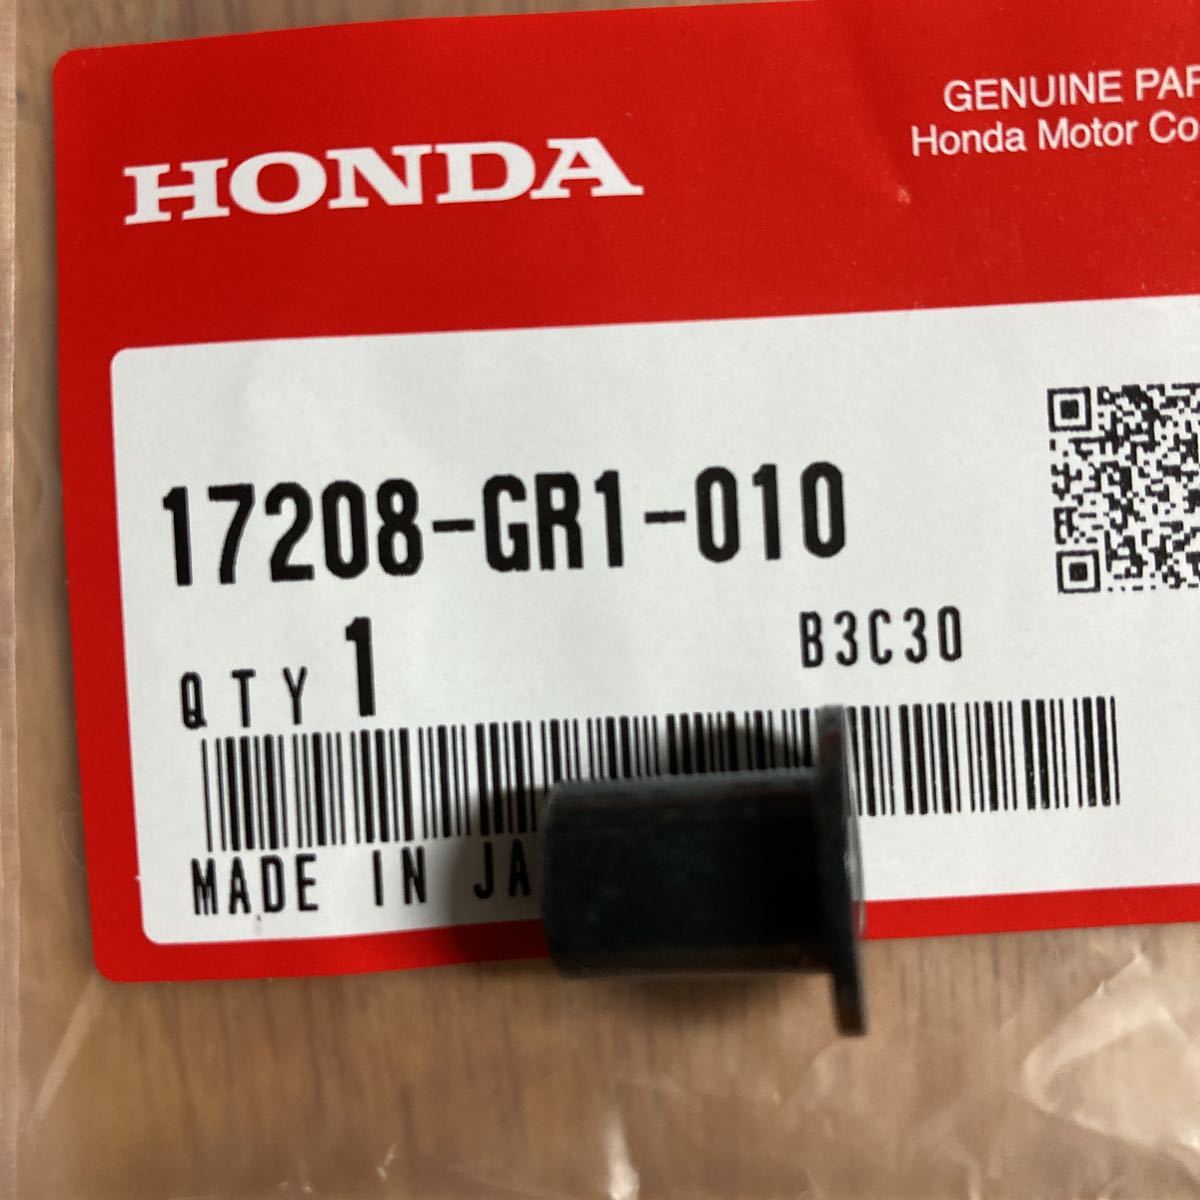 GENUINE PAR
Honda Motor Co
HONDA
17208-GR1-010
QTY 1
B3C30
MADE IN JA